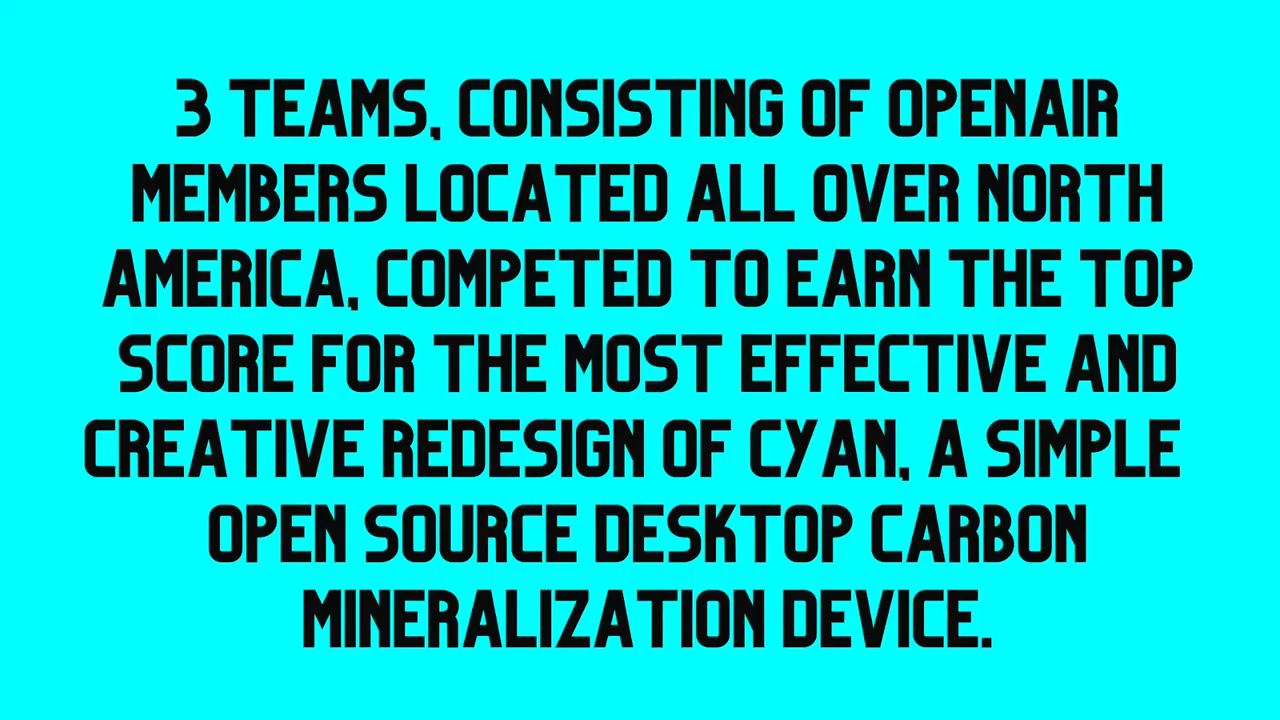 3 TEAMS, CONSISTING OF OPENAIR
MEMBERS LOCATED ALL OVER NORTH
AMERICA, COMPETED TO EARN THE TOP
SCORE FOR THE MOST EFFECTIVE AND
CREATIVE REDESIGN OF CYAN, A SIMPLE
OPEN SOURCE DESKTOP CARBON
MINERALIZATION DEVICE.